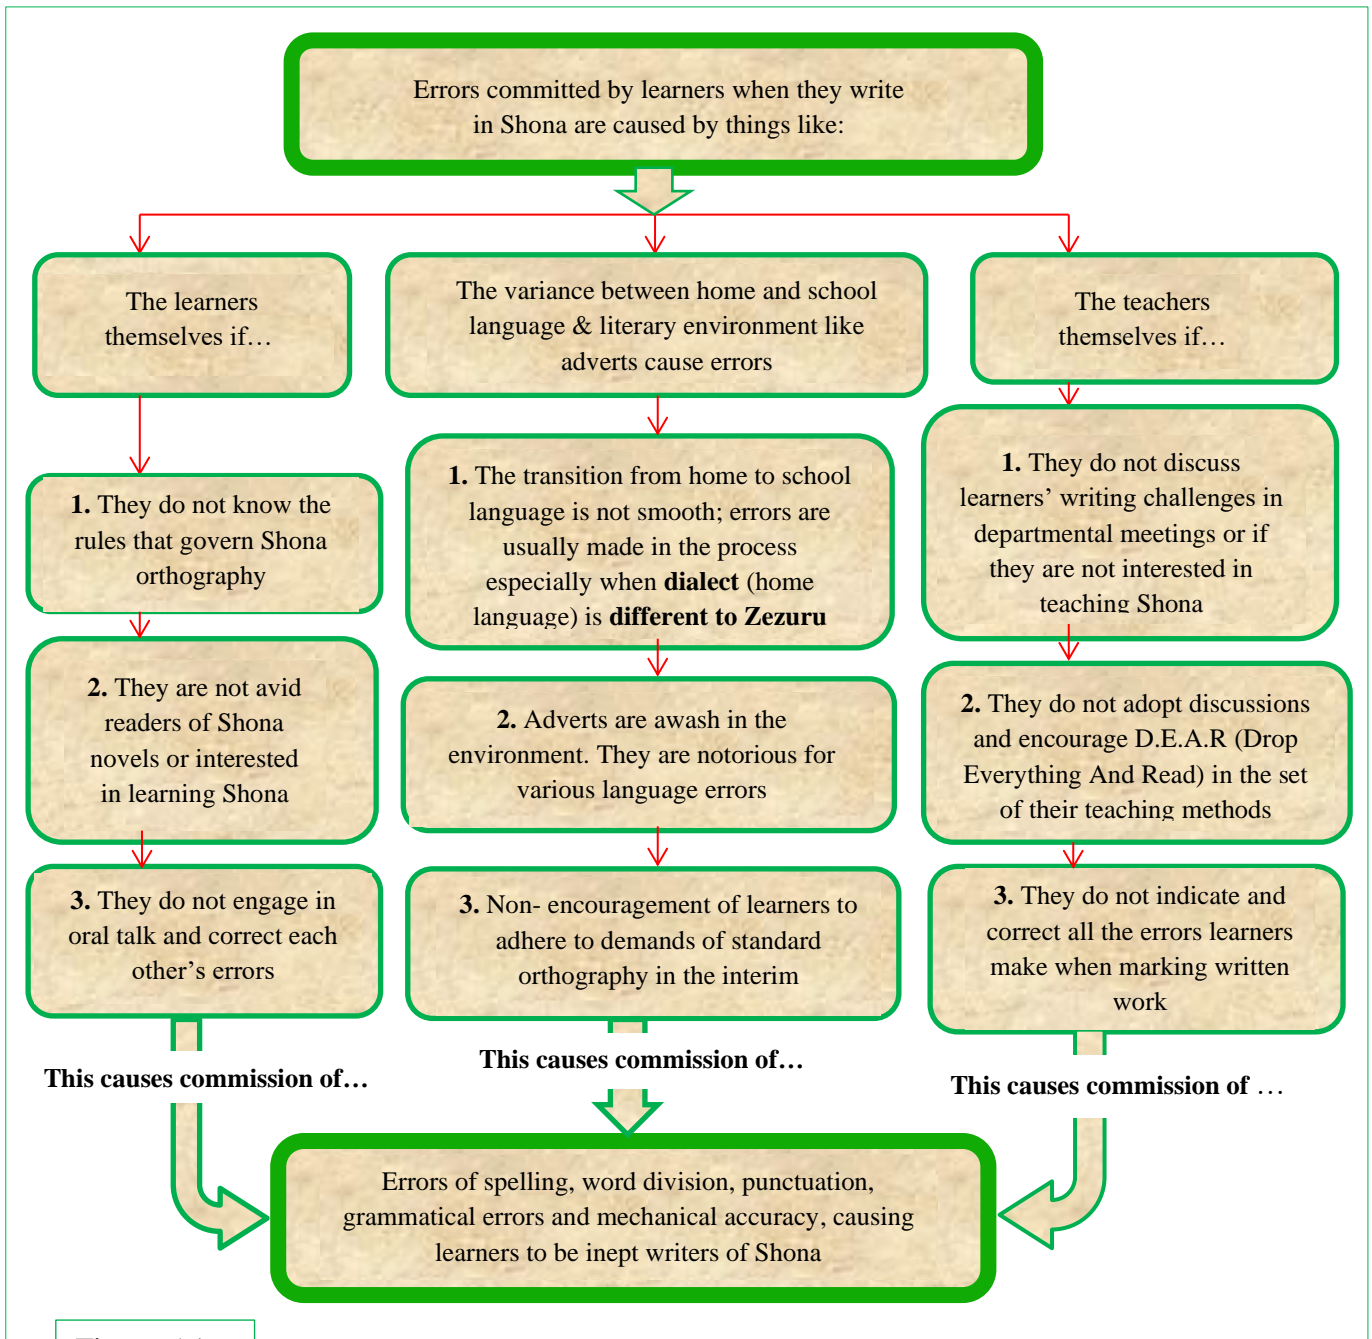 Errors committed by learners when they write
in Shona are caused by things like:
The learners
themselves if…
The variance between home and school
language & literary environment like
adverts cause errors
The teachers
themselves if…
1. They do not know the
rules that govern Shona
orthography
1. The transition from home to school
language is not smooth; errors are
usually made in the process
especially when dialect (home
language) is different to Zezuru
1. They do not discuss
learners’ writing challenges in
departmental meetings or if
they are not interested in
teaching Shona
2. They are not avid
readers of Shona
novels or interested
in learning Shona
2. Adverts are awash in the
environment. They are notorious for
various language errors
2. They do not adopt discussions
and encourage D.E.A.R (Drop
Everything And Read) in the set
of their teaching methods
3. They do not engage in
oral talk and correct each
other’s errors
3. Non- encouragement of learners to
adhere to demands of standard
orthography in the interim
3. They do not indicate and
correct all the errors learners
make when marking written
work
This causes commission of…
This causes commission of…
This causes commission of …
Errors of spelling, word division, punctuation,
grammatical errors and mechanical accuracy, causing
learners to be inept writers of Shona